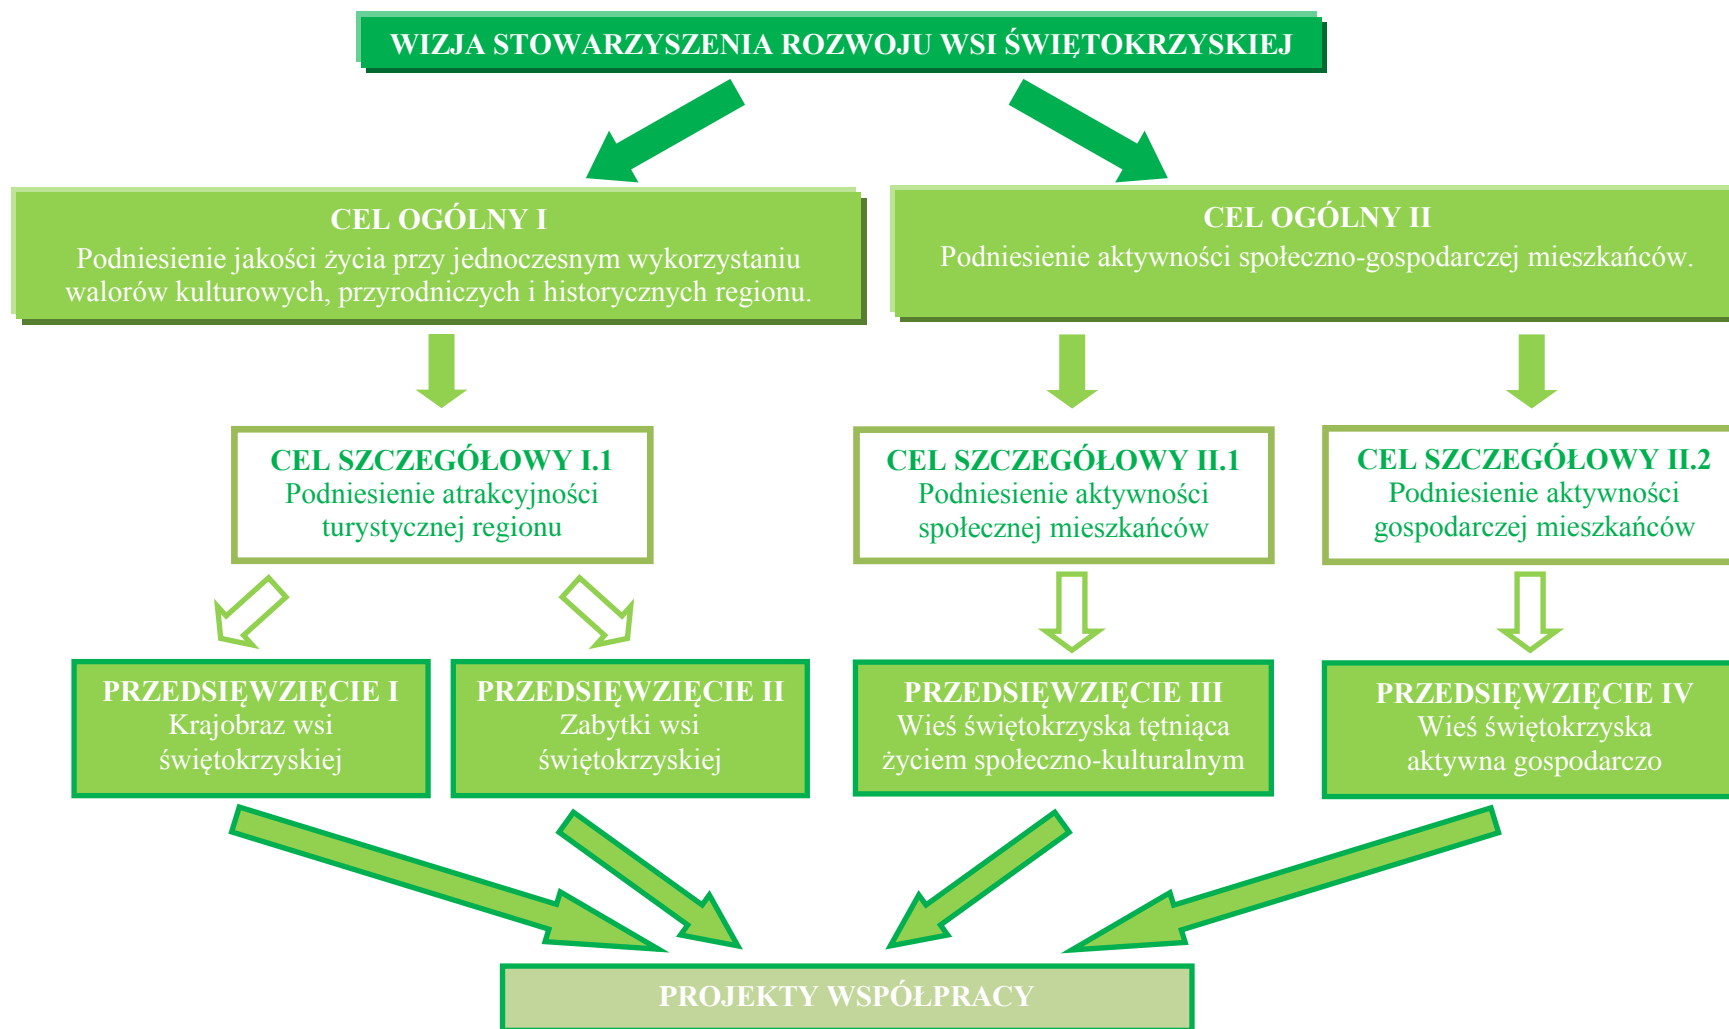 WIZJA STOWARZYSZENIA ROZWOJU WSI ŚWIĘTOKRZYSKIEJ
CEL OGÓLNY I
Podniesienie jakości życia przy jednoczesnym wykorzystaniu
walorów kulturowych, przyrodniczych i historycznych regionu.
CEL OGÓLNY II
Podniesienie aktywności społeczno-gospodarczej mieszkańców.
CEL SZCZEGÓŁOWY I.1
Podniesienie atrakcyjności
turystycznej regionu
CEL SZCZEGÓŁOWY II.1
Podniesienie aktywności
społecznej mieszkańców
CEL SZCZEGÓŁOWY II.2
Podniesienie aktywności
gospodarczej mieszkańców
PRZEDSIĘWZIĘCIE I
Krajobraz wsi
świętokrzyskiej
PRZEDSIĘWZIĘCIE II
Zabytki wsi
świętokrzyskiej
PRZEDSIĘWZIĘCIE III
Wieś świętokrzyska tętniąca
życiem społeczno-kulturalnym
PRZEDSIĘWZIĘCIE IV
Wieś świętokrzyska
aktywna gospodarczo
PROJEKTY WSPÓŁPRACY